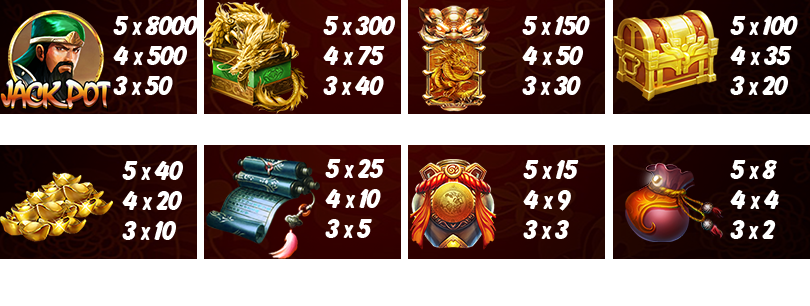 5 x 8000
4 x 500
3 x 50
JACKPOT
5 x 300
4 x 75
3 x 40
5 x 150
4 x 50
3 x 30
5 x 100
4 x 35
3 x 20
5 x 40
4 x 20
3 x 10
5 x 25
4 x 10
3 x 5
5 x 15
4 x 9
3 x 3
5 x 8
4 x 4
3 x 2